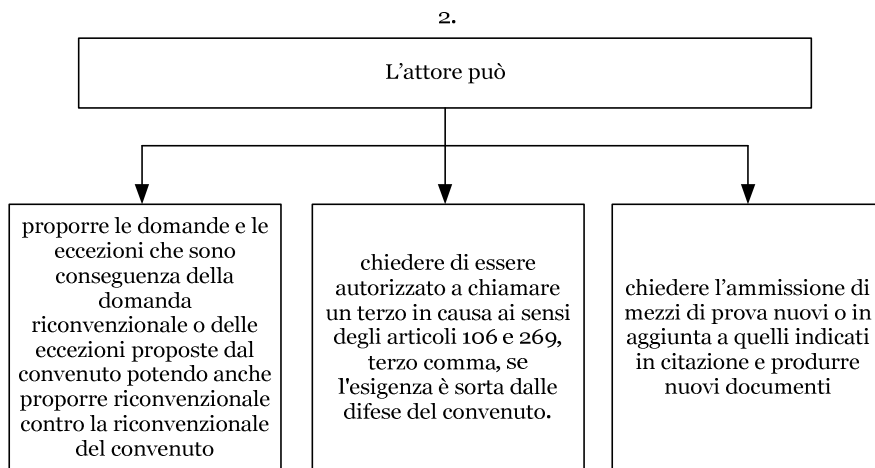 2.
L’attore può
proporre le domande e le
eccezioni che sono
conseguenza della
domanda
riconvenzionale o delle
eccezioni proposte dal
convenuto potendo anche
proporre riconvenzionale
contro la riconvenzionale
del convenuto
chiedere di essere
autorizzato a chiamare
un terzo in causa ai sensi
degli articoli 106 e 269,
terzo comma, se
l'esigenza è sorta dalle
difese del convenuto.
chiedere l’ammissione di
mezzi di prova nuovi o in
aggiunta a quelli indicati
in citazione e produrre
nuovi documenti